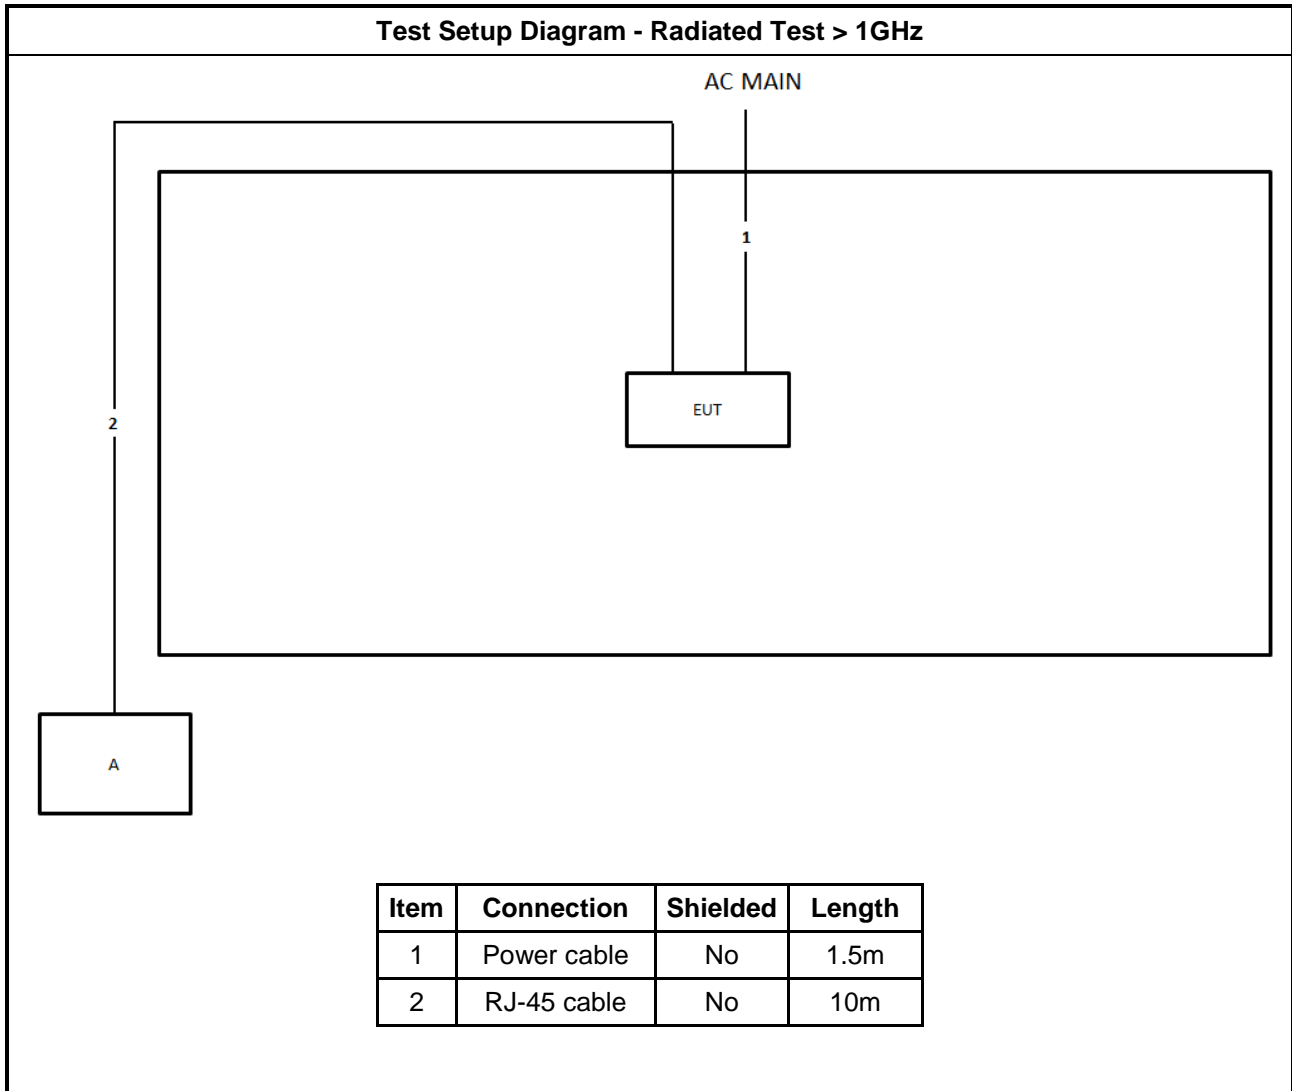 Test Setup Diagram - Radiated Test > 1GHz
AC MAIN
1
2
EUT
A
Item Connection Shielded Length
1 Power cable No 1.5m
2 RJ-45 cable No 10m